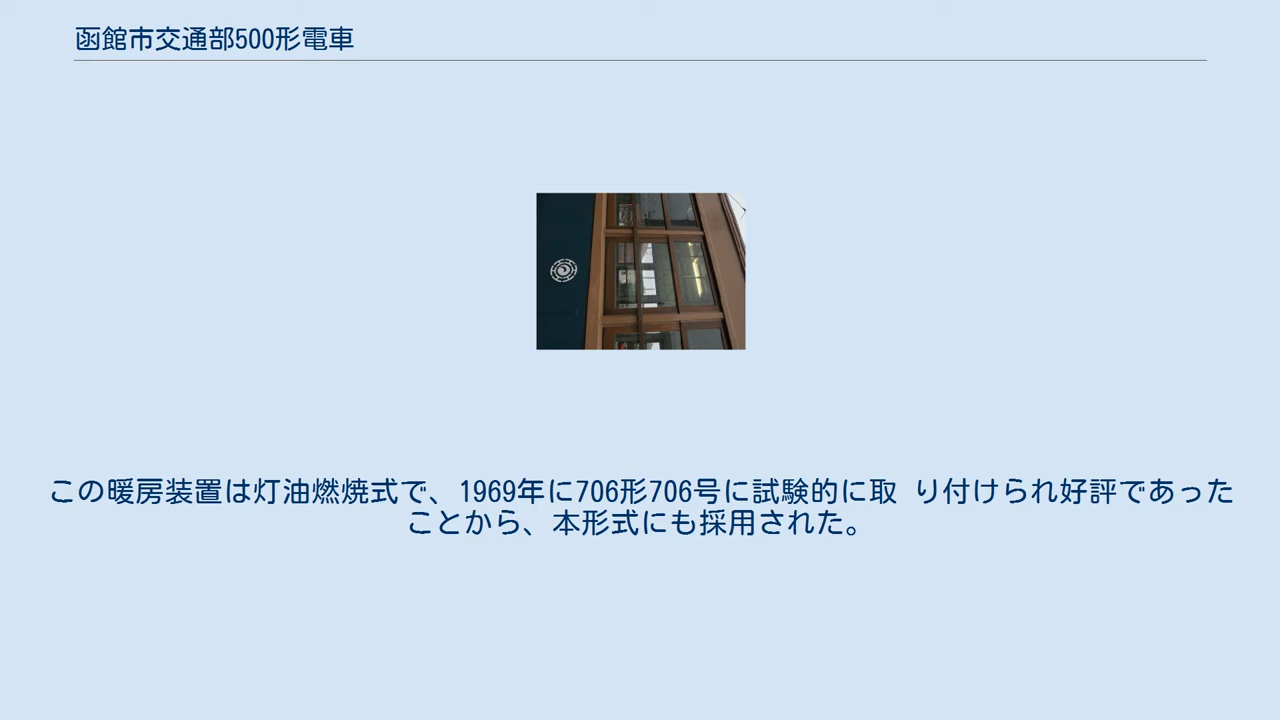 函館市交通部500形電車
この暖房装置は灯油燃焼式で、1969年に706形706号に試験的に取 り付けられ好評であった
ことから、本形式にも採用された。